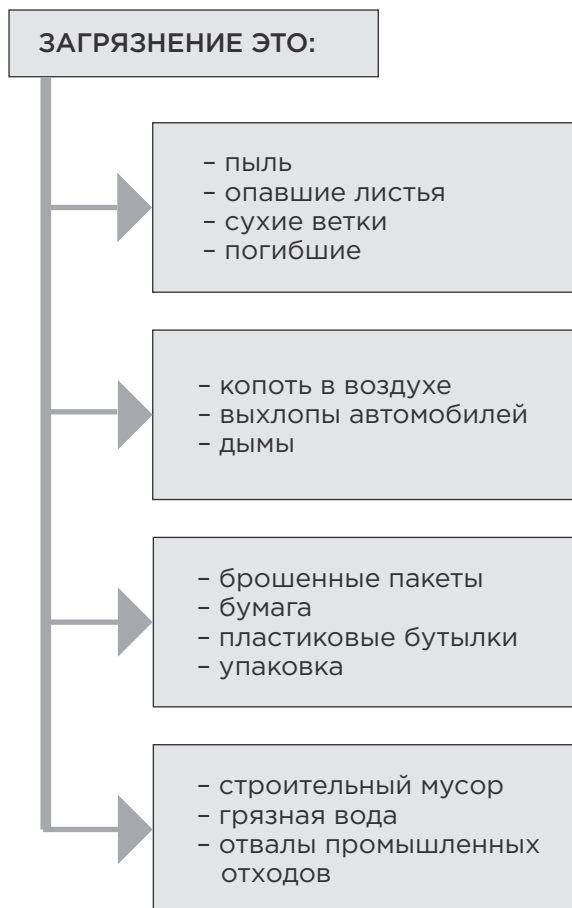 ЗАГРЯЗНЕНИЕ ЭТО:
– пыль
– опавшие листья
– сухие ветки
– погибшие
– копоть в воздухе
– выхлопы автомобилей
– дымы
– брошенные пакеты
– бумага
– пластиковые бутылки
– упаковка
– строительный мусор
– грязная вода
– отвалы промышленных
отходов